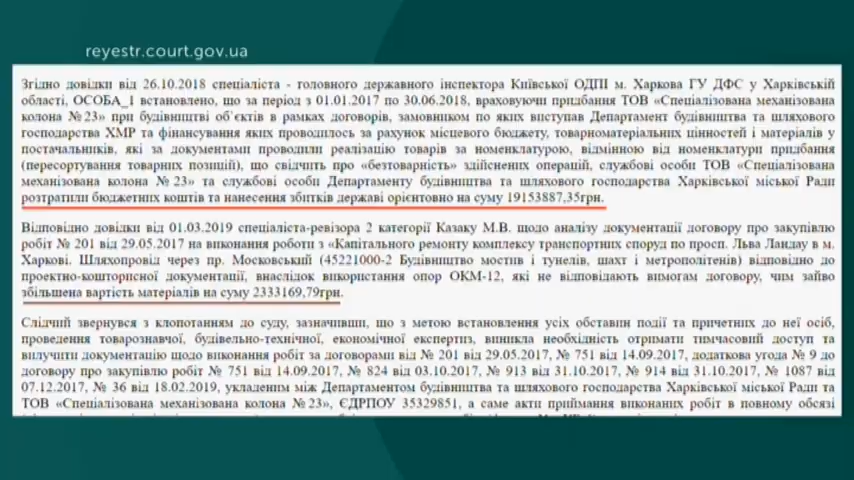 reyestr.court.gov.ua
Згідно довідки від 26.10.2018 спеціаліста - головного державного інспектора Київської ОДПІ м. Харкова ГУ ДФС у Харківській
області, ОСОБА_1 встановлено, що за період з 01.01.2017 по 30.06.2018, враховуючи придбання ТОВ «Спеціалізована механізована
колона №23» при будівництві об`єктів в рамках договорів, замовником по яких виступав Департамент будівництва та шляхового
господарства ХМР та фінансування яких проводилось за рахунок місцевого бюджету, товарноматеріальних цінностей і матеріалів у
постачальників, які за документами проводили реалізацію товарів за номенклатурою, відмінною від номенклатури придбання
(пересортування товарних позицій), що свідчить про «безтоварність» здійснених операцій, службові особи ТОВ «Спеціалізована
механізована колона №23» та службові особи Департаменту будівництва та шляхового господарства Харківської міської Ради
розтратили бюджетних коштів та нанесення збитків державі орієнтовно на суму 19153887,35грн.
Відповідно довідки від 01.03.2019 спеціаліста-ревізора 2 категорії Казаку М.В. щодо аналізу документації договору про закупівлю
робіт № 201 від 29.05.2017 на виконання роботи з «Капітального ремонту комплексу транспортних споруд по просп. Льва Ландау в м.
Харкові. Шляхопровід через пр. Московський (45221000-2 Будівництво мостив і тунелів, шахт і метрополітенів) відповідно до
проектно-кошторисної документації, внаслідок використання опор ОКМ-12, які не відповідають вимогам договору, чим зайво
збільшена вартість матеріалів на суму 2333169,79грн.
Слідчий звернувся з клопотанням до суду, зазначивши, що з метою встановлення усіх обставин події та причетних до неї осіб,
проведення товарознавчої, будівельно-технічної, економічної експертиз, виникла необхідність отримати тимчасовий доступ та
вилучити документацію щодо виконання робіт за договорами від № 201 від 29.05.2017, № 751 від 14.09.2017, додаткова угода № 9 до
договору про закупівлю робіт № 751 від 14.09.2017, № 824 від 03.10.2017, № 913 від 31.10.2017, № 914 від 31.10.2017, № 1087 від
07.12.2017, № 36 від 18.02.2019, укладеним між Департаментом будівництва та шляхового господарства Харківської міської Ради та
ТОВ «Спеціалізована механізована колона №23», ЄДРПОУ 35329851, а саме акти приймання виконаних робіт в повному обсязі